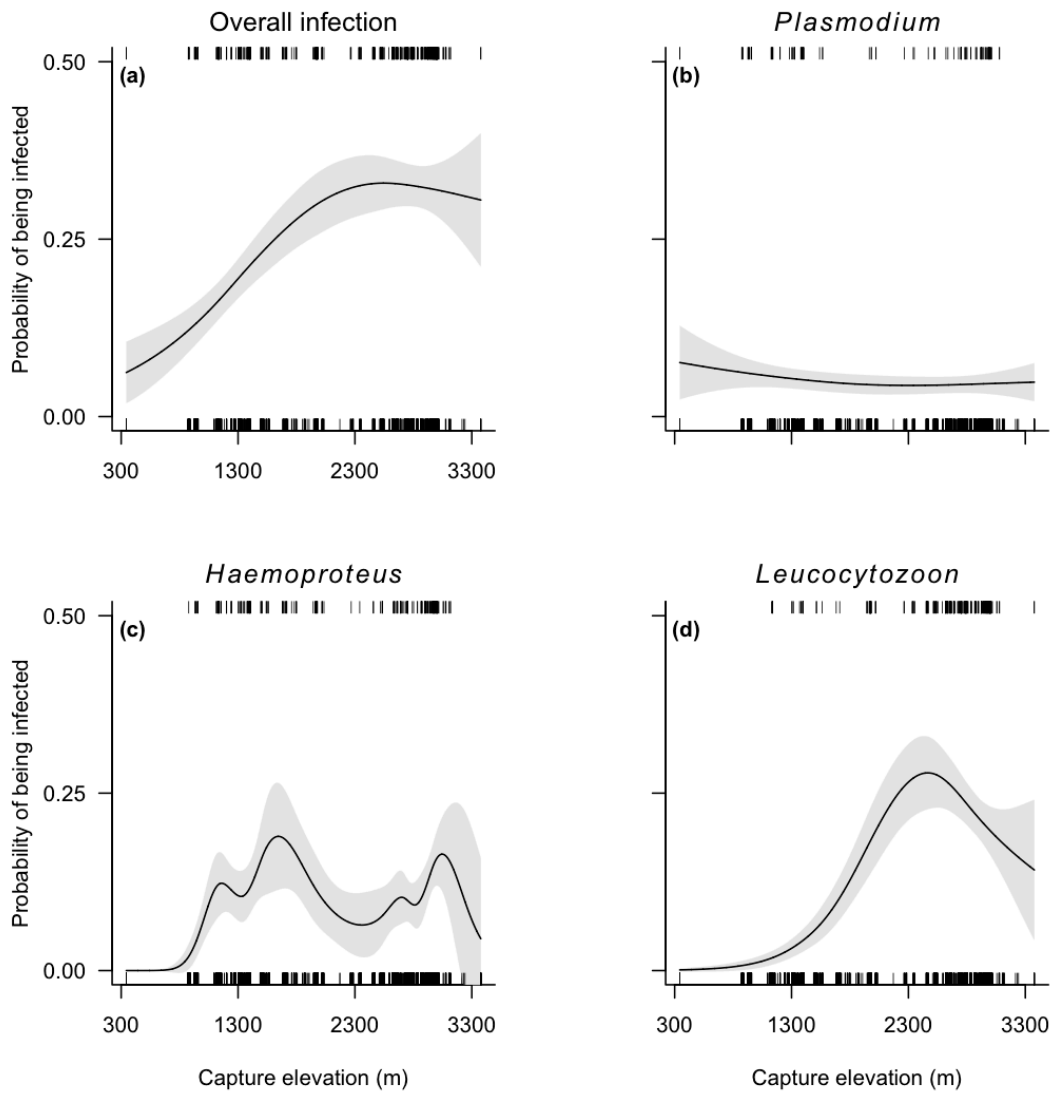 Overall infection
Plasmodium
(a)
(b)
0.50
0.25
0.00
Probability of being infected
300 1300 2300 3300
1300 2300
Haemoproteus
Leucocytozoon
(c)
(d)
0.50
0.25
0.00
Probability of being infected
300 1300 2300 3300
300 1300 2300 3300
Capture elevation (m)
Capture elevation (m)